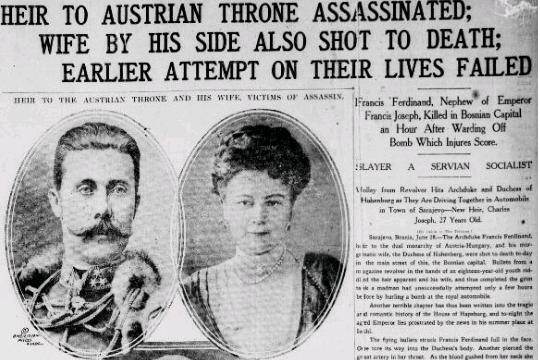 HEIR TO AUSTRIAN THRONE ASSASSINATED;
WIFE BY HIS SIDE ALSO SHOT TO DEATH;
EARLIER ATTEMPT ON THEIR LIVES FAILED
HEIR TO THE AUSTRIAN THRONE AND HIS WIFE, VICTIMS OF ASSASSIN.
Francis Ferdinand, Nephew of Emperor
Francis Joseph, Killed in Bosnian Capital
an Hour After Warding Off
Bomb Which Injures Score.
SLAYER A SERVIAN SOCIALIST
Volley from Revolver Hits Archduke and Duchess of
Hohenberg as They Are Driving Together in Automobile
in Town of Sarajevo—New Heir, Charles
Joseph, 27 Years Old.
Sarajevo, Bosnia, June 28.—The Archduke Francis Ferdinand,
heir to the dual monarchy of Austria-Hungary, and his mor-
ganatic wife, the Duchess of Hohenberg, were shot to death to-day
in the main street of this, the Bosnian capital. Bullets from a
magazine revolver in the hands of an eighteen-year-old youth rid-
dled the heir apparent and his wife, and thus completed the grim
task a madman had unsuccessfully attempted only a few hours
before by hurling a bomb at the royal automobile.
Another terrible chapter has thus been written into the tragic
and romantic history of the House of Hapsburg, and to-night the
aged Emperor lies prostrated by the news in his summer place at
Ischl.
The flying bullets struck Francis Ferdinand full in the face.
One tore its way into the Duchess's body. Another pierced the
great artery in her throat. As the blood gushed from her neck she